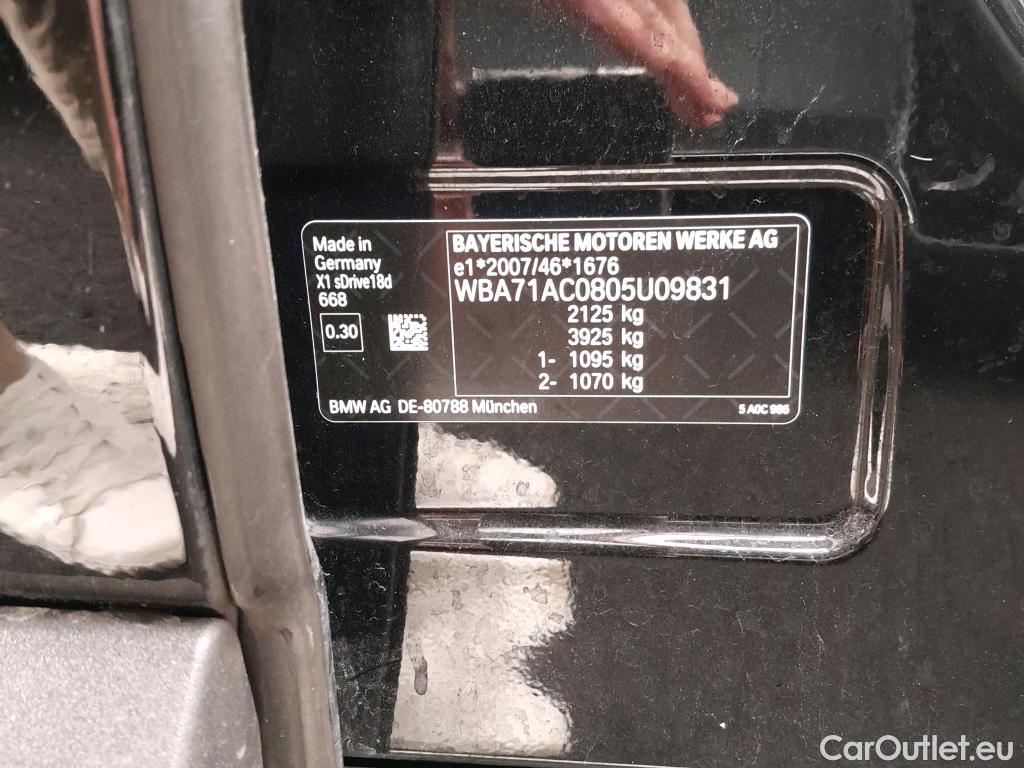 Made in
Germany
X1 sDrive18d
668
0.30
BAYERISCHE MOTOREN WERKE AG
e1*2007/46*1676
WBA71AC0805U09831
2125 kg
3925 kg
1- 1095 kg
2- 1070 kg
BMW AG DE-80788 München
5 A0C 986
CarOutlet.eu